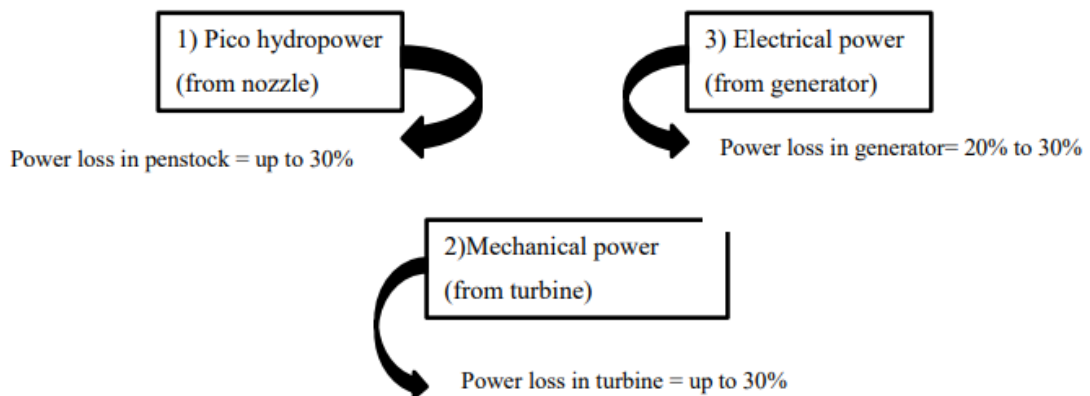 1) Pico hydropower
(from nozzle)
3) Electrical power
(from generator)
Power loss in penstock = up to 30%
Power loss in generator= 20% to 30%
2)Mechanical power
(from turbine)
Power loss in turbine = up to 30%